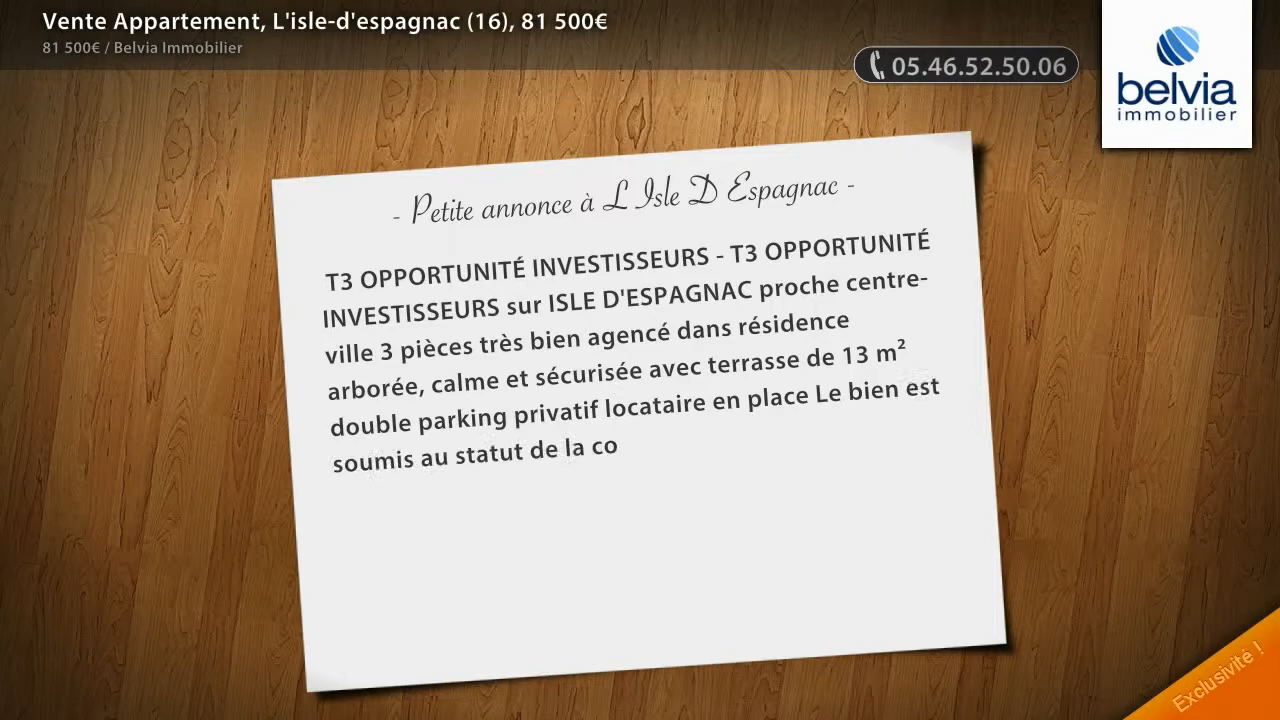 Vente Appartement, L'isle-d'espagnac (16), 81 500€
81 500€ / Belvia Immobilier
05.46.52.50.06
belvia
immobilier
- Petite annonce à L Isle D Espagnac -
T3 OPPORTUNITÉ INVESTISSEURS - T3 OPPORTUNITÉ
INVESTISSEURS sur ISLE D'ESPAGNAC proche centre-
ville 3 pièces très bien agencé dans résidence
arborée, calme et sécurisée avec terrasse de 13 m²
double parking privatif locataire en place Le bien est
soumis au statut de la co
Exclusivité !